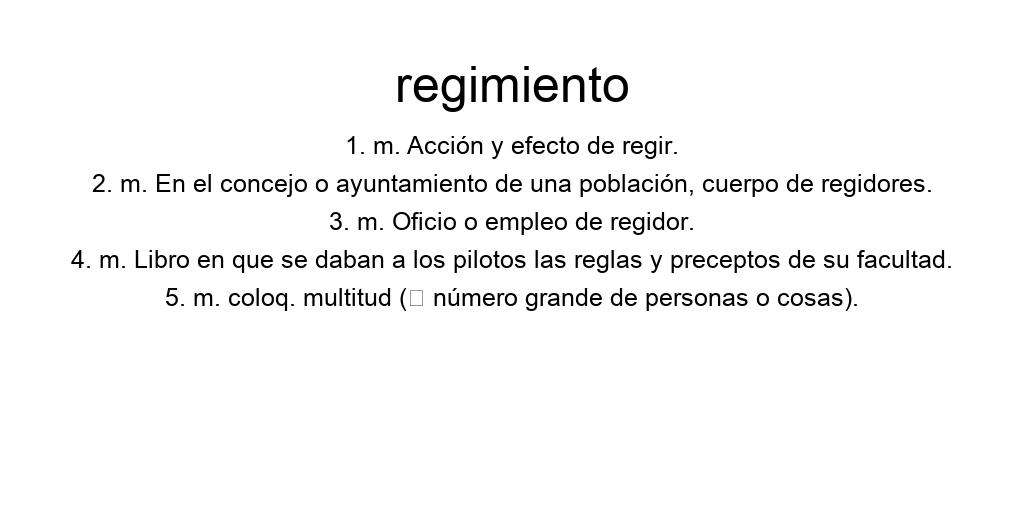 regimiento
1. m. Acción y efecto de regir.
2. m. En el concejo o ayuntamiento de una población, cuerpo de regidores.
3. m. Oficio o empleo de regidor.
4. m. Libro en que se daban a los pilotos las reglas y preceptos de su facultad.
5. m. coloq. multitud (□ número grande de personas o cosas).